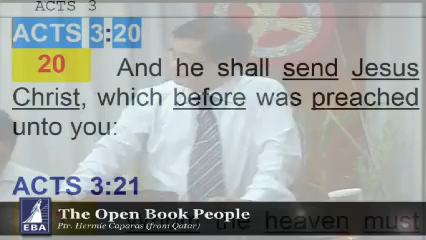 ACTS 3
ACTS 3:20
20 And he shall send Jesus
Christ, which before was preached
unto you:
ACTS 3:21
the heaven must
EBA
The Open Book People
Ptr. Hermie Caparas (from Qatar)